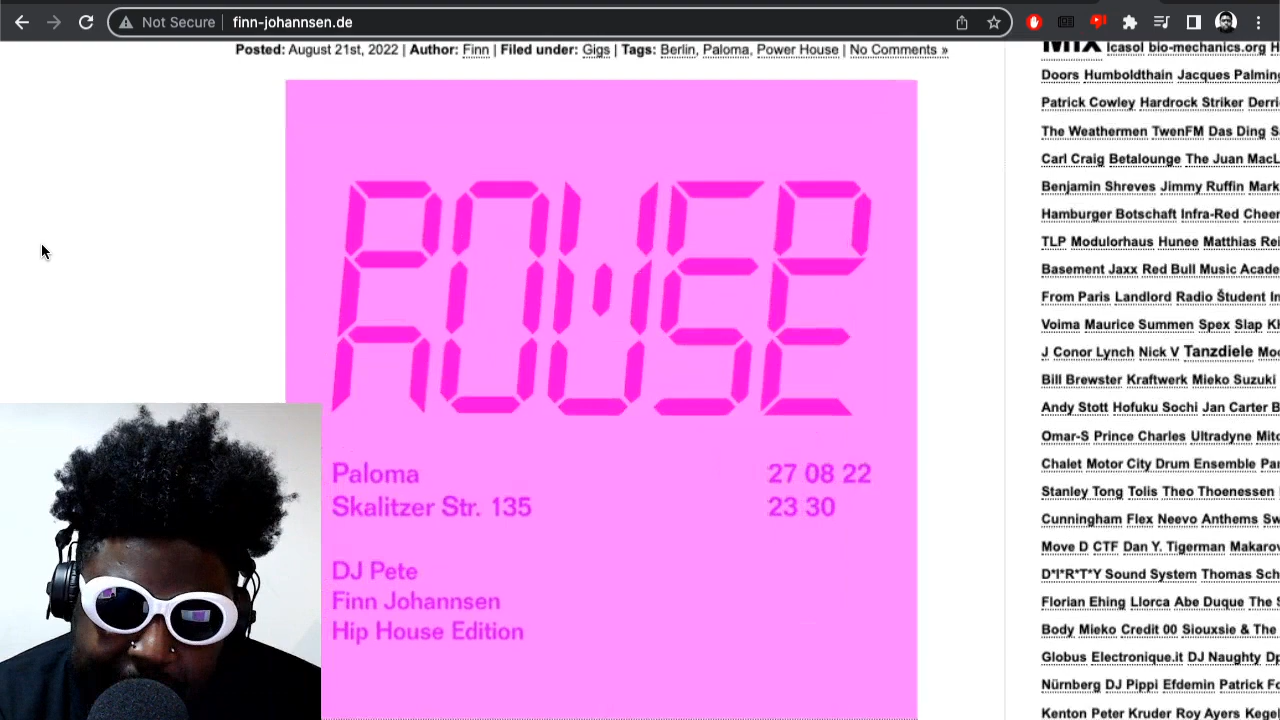 Not Secure | finn-johannsen.de
Posted: August 21st, 2022 | Author: Finn | Filed under: Gigs | Tags: Berlin, Paloma, Power House | No Comments »
POWER
HOUSE
Paloma 27 08 22
Skalitzer Str. 135 23 30
DJ Pete
Finn Johannsen
Hip House Edition
Mix Icasol bio-mechanics.org
Doors Humboldthain Jacques Palming
Patrick Cowley Hardrock Striker
The Weathermen TwenFM Das Ding
Carl Craig Betalounge The Juan
Benjamin Shreves Jimmy Ruffin Mark
Hamburger Botschaft Infra-Red
TLP Modulorhaus Hunee Matthias
Basement Jaxx Red Bull Music
From Paris Landlord Radio Študent
Voima Maurice Summen Spex Slap
J Conor Lynch Nick V Tanzdiele
Bill Brewster Kraftwerk Mieko Suzuki
Andy Stott Hofuku Sochi Jan Carter
Omar-S Prince Charles Ultradyne
Chalet Motor City Drum Ensemble
Stanley Tong Tolis Theo Thoenessen
Cunningham Flex Neevo Anthems
Move D CTF Dan Y. Tigerman
D*I*R*T*Y Sound System Thomas
Florian Ehing Llorca Abe Duque The
Body Mieko Credit 00 Siouxsie & The
Globus Electronique.it DJ Naughty
Nürnberg DJ Pippi Efdemin Patrick
Kenton Peter Kruder Roy Ayers